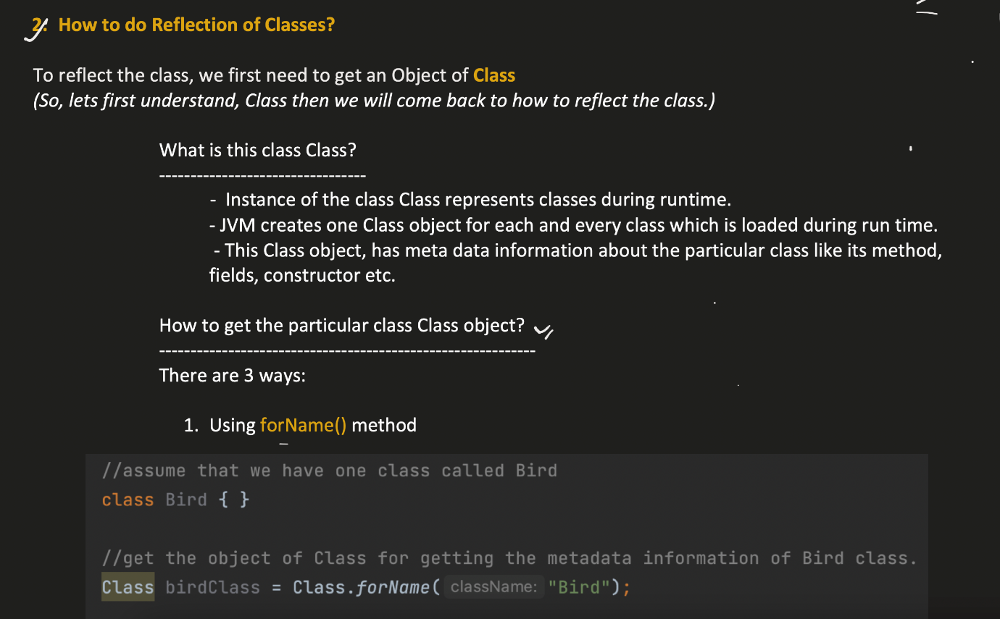 2. How to do Reflection of Classes?
To reflect the class, we first need to get an Object of Class
(So, lets first understand, Class then we will come back to how to reflect the class.)
What is this class Class?
---------------------------------
- Instance of the class Class represents classes during runtime.
- JVM creates one Class object for each and every class which is loaded during run time.
- This Class object, has meta data information about the particular class like its method,
fields, constructor etc.
How to get the particular class Class object?
------------------------------------------------------------
There are 3 ways:
1. Using forName() method
//assume that we have one class called Bird
class Bird { }
//get the object of Class for getting the metadata information of Bird class.
Class birdClass = Class.forName( className: "Bird");